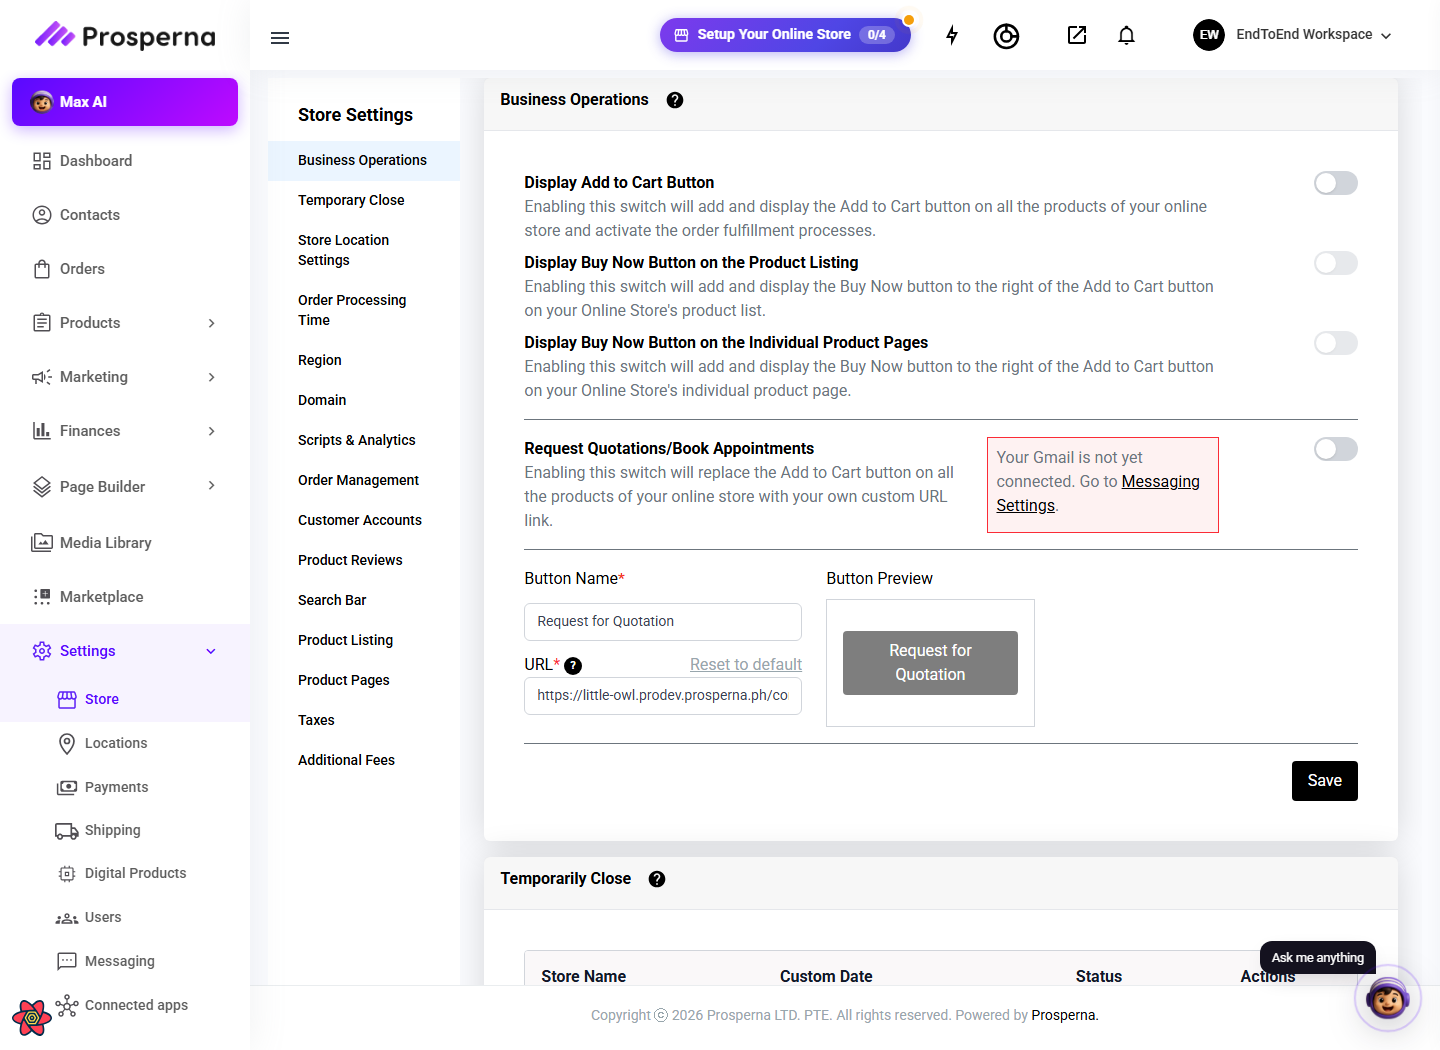 Prosperna
Setup Your Online Store 0/4
EW EndToEnd Workspace
Max AI
Dashboard
Contacts
Orders
Products
Marketing
Finances
Page Builder
Media Library
Marketplace
Settings
Store
Locations
Payments
Shipping
Digital Products
Users
Messaging
Connected apps
Store Settings
Business Operations
Temporary Close
Store Location
Settings
Order Processing
Time
Region
Domain
Scripts & Analytics
Order Management
Customer Accounts
Product Reviews
Search Bar
Product Listing
Product Pages
Taxes
Additional Fees
Business Operations ?
Display Add to Cart Button
Enabling this switch will add and display the Add to Cart button on all the products of your online
store and activate the order fulfillment processes.
Display Buy Now Button on the Product Listing
Enabling this switch will add and display the Buy Now button to the right of the Add to Cart button
on your Online Store's product list.
Display Buy Now Button on the Individual Product Pages
Enabling this switch will add and display the Buy Now button to the right of the Add to Cart button
on your Online Store's individual product page.
Request Quotations/Book Appointments
Enabling this switch will replace the Add to Cart button on all
the products of your online store with your own custom URL
link.
Your Gmail is not yet
connected. Go to Messaging
Settings.
Button Name*
Request for Quotation
URL* ? Reset to default
https://little-owl.prodev.prosperna.ph/co
Button Preview
Request for
Quotation
Save
Temporarily Close ?
Store Name Custom Date Status Actions
Ask me anything
Copyright © 2026 Prosperna LTD. PTE. All rights reserved. Powered by Prosperna.